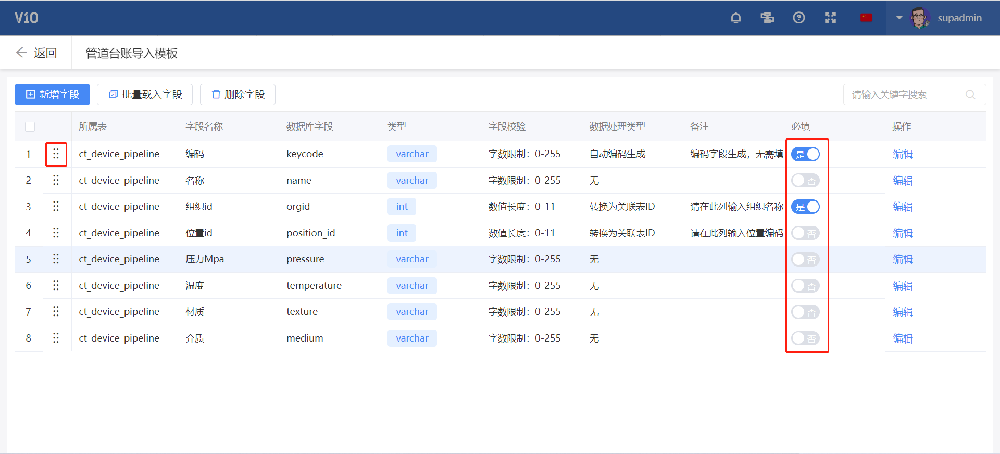 V10
supadmin
返回 管道台账导入模板
新增字段 批量载入字段 删除字段 请输入关键字搜索
所属表 字段名称 数据库字段 类型 字段校验 数据处理类型 备注 必填 操作
1 ct_device_pipeline 编码 keycode varchar 字数限制：0-255 自动编码生成 编码字段生成，无需填 是 编辑
2 ct_device_pipeline 名称 name varchar 字数限制：0-255 无 否 编辑
3 ct_device_pipeline 组织id orgid int 数值长度：0-11 转换为关联表ID 请在此列输入组织名称 是 编辑
4 ct_device_pipeline 位置id position_id int 数值长度：0-11 转换为关联表ID 请在此列输入位置编码 否 编辑
5 ct_device_pipeline 压力Mpa pressure varchar 字数限制：0-255 无 否 编辑
6 ct_device_pipeline 温度 temperature varchar 字数限制：0-255 无 否 编辑
7 ct_device_pipeline 材质 texture varchar 字数限制：0-255 无 否 编辑
8 ct_device_pipeline 介质 medium varchar 字数限制：0-255 无 否 编辑